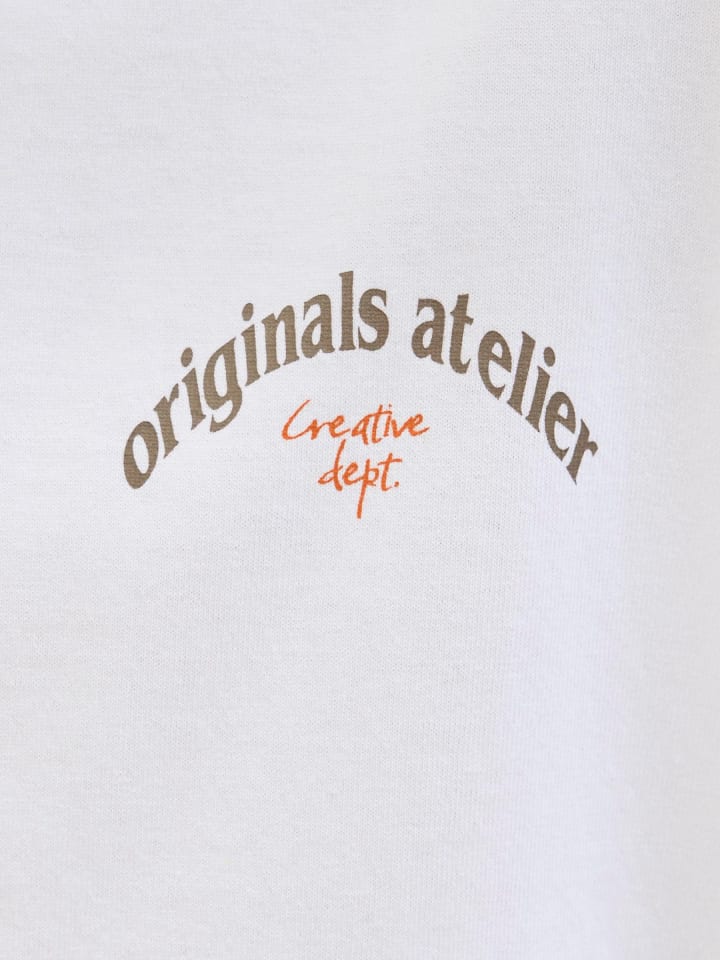 originals atelier
Creative
dept.